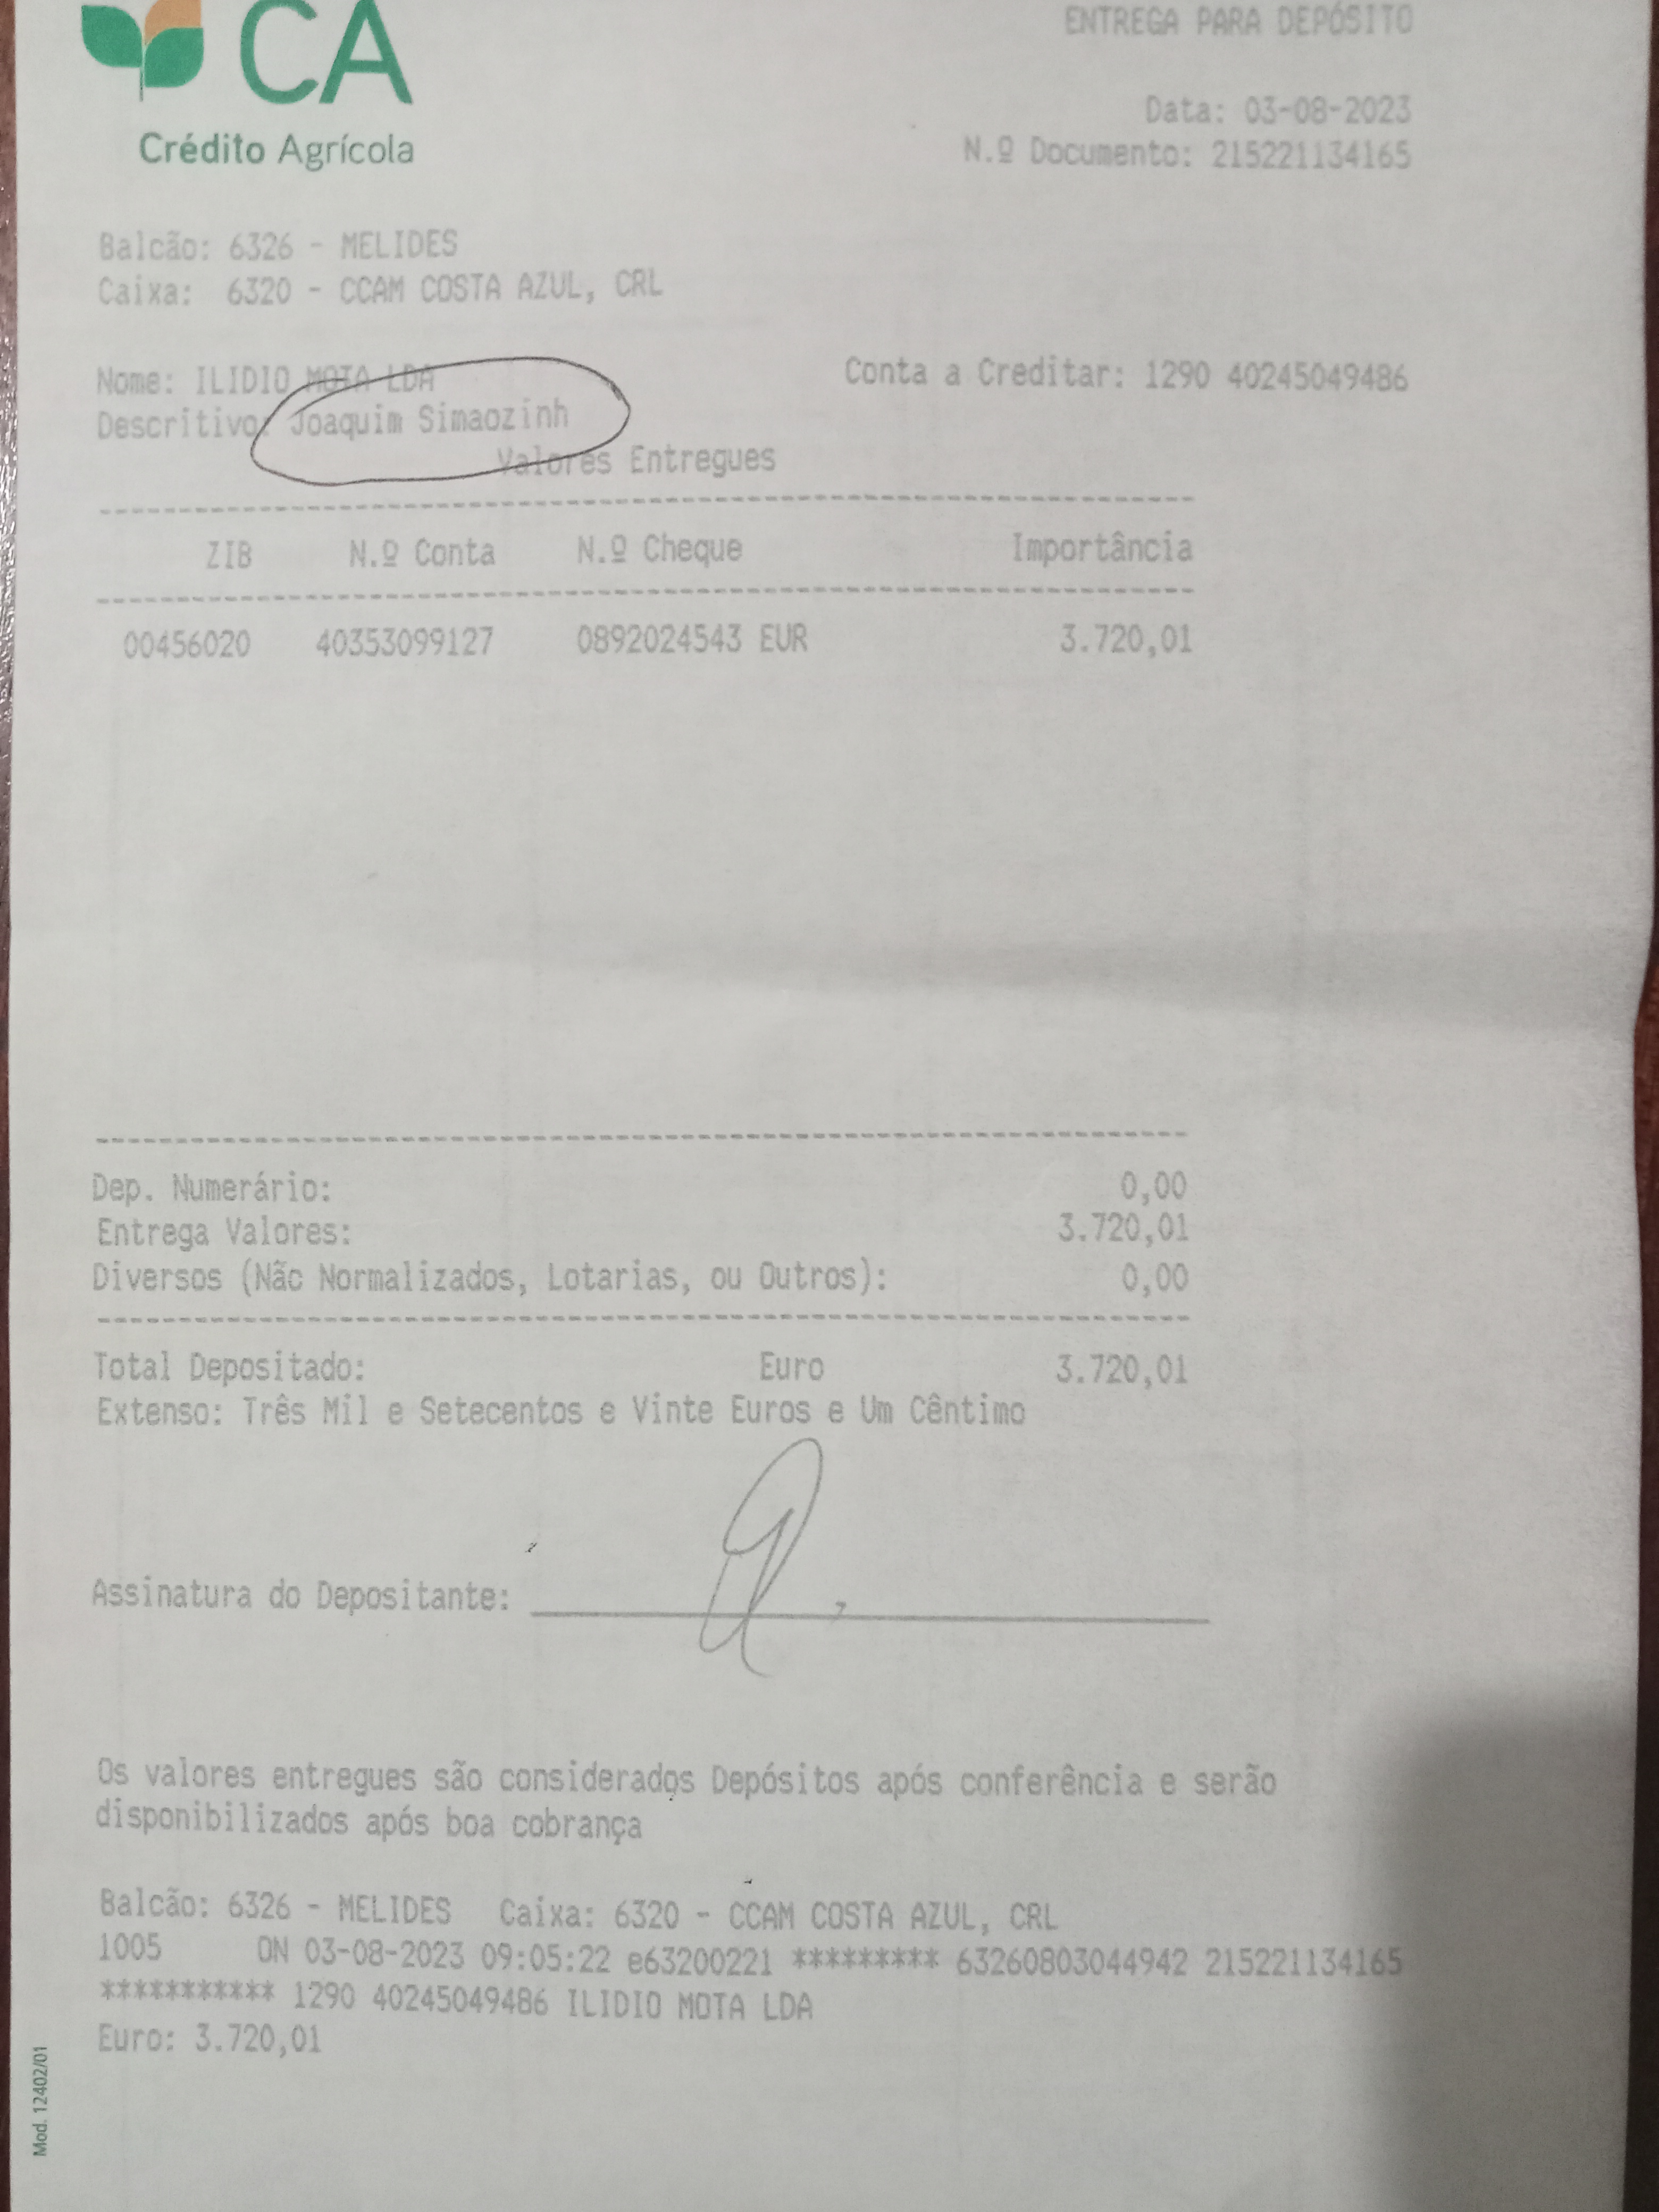 CA
Crédito Agrícola
ENTREGA PARA DEPÓSITO
Data: 03-08-2023
N.º Documento: 215221134165
Balcão: 6326 - MELIDES
Caixa: 6320 - CCAM COSTA AZUL, CRL
Nome: ILIDIO MOTA LDA Conta a Creditar: 1290 40245049486
Descritivo: Joaquim Simaozinh
Valores Entregues
ZIB N.º Conta N.º Cheque Importância
00456020 40353099127 0892024543 EUR 3.720,01
Dep. Numerário: 0,00
Entrega Valores: 3.720,01
Diversos (Não Normalizados, Lotarias, ou Outros): 0,00
Total Depositado: Euro 3.720,01
Extenso: Três Mil e Setecentos e Vinte Euros e Um Cêntimo
Assinatura do Depositante:
Os valores entregues são considerados Depósitos após conferência e serão
disponibilizados após boa cobrança
Balcão: 6326 - MELIDES Caixa: 6320 - CCAM COSTA AZUL, CRL
1005 ON 03-08-2023 09:05:22 e63200221 ********* 63260803044942 215221134165
*********** 1290 40245049486 ILIDIO MOTA LDA
Euro: 3.720,01
Mod. 12402/01